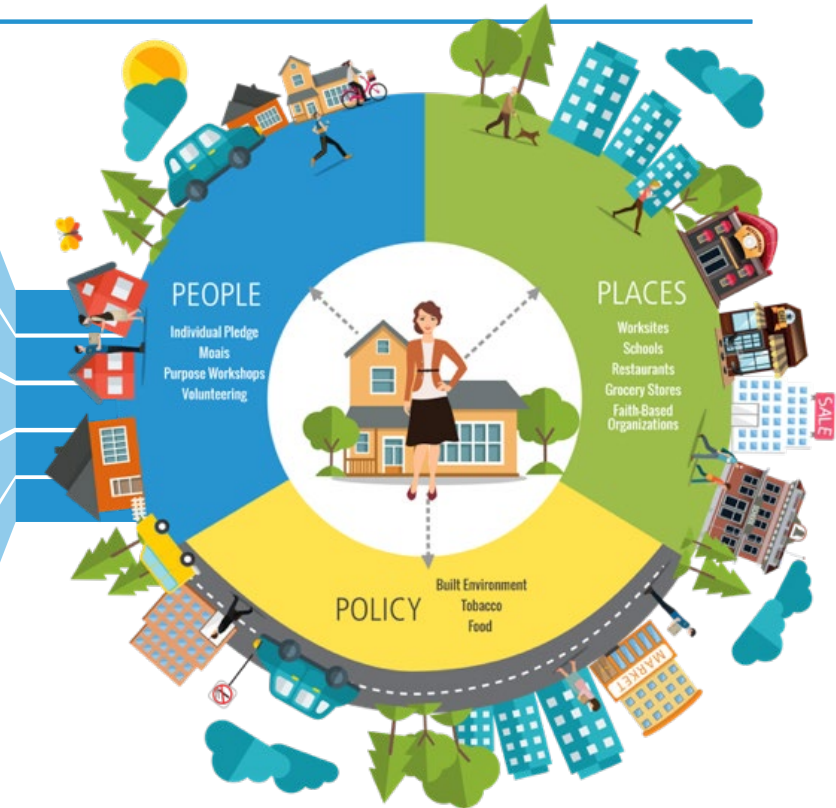 PEOPLE
Individual Pledge
Moais
Purpose Workshops
Volunteering
PLACES
Worksites
Schools
Restaurants
Grocery Stores
Faith-Based
Organizations
POLICY
Built Environment
Tobacco
Food
SALE
MARKET